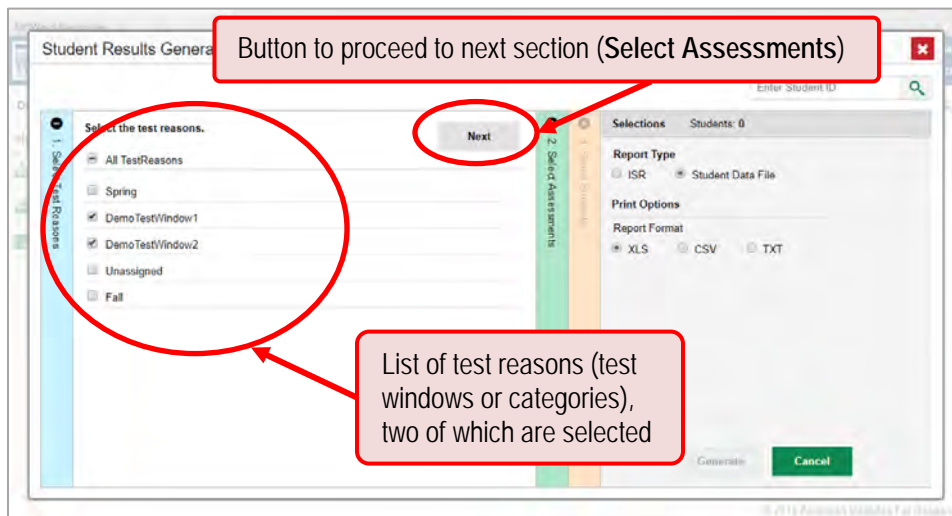 Student Results Genera
Button to proceed to next section (Select Assessments)
Enter Student ID
1. Select Test Reasons
Select the test reasons.
Next
All TestReasons
Spring
DemoTestWindow1
DemoTestWindow2
Unassigned
Fall
2. Select Assessments
Selections Students: 0
Report Type
ISR Student Data File
Print Options
Report Format
XLS CSV TXT
List of test reasons (test
windows or categories),
two of which are selected
Generate Cancel